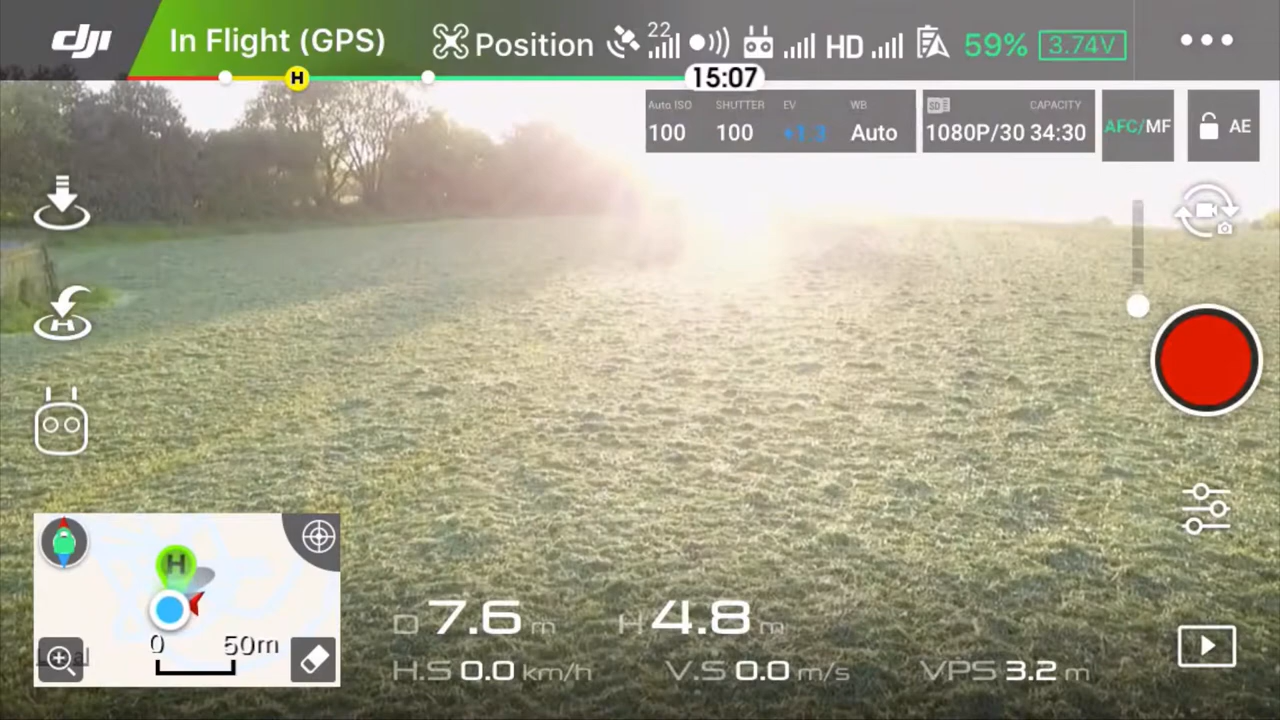 dji In Flight (GPS) Position 22 HD 59% 3.74V
H 15:07
Auto ISO SHUTTER EV WB SD CAPACITY
100 100 +1.3 Auto 1080P/30 34:30 AFC/MF AE
H
H
0 50m
D 7.6 m H 4.8 m
H.S 0.0 km/h V.S 0.0 m/s VPS 3.2 m
Legal